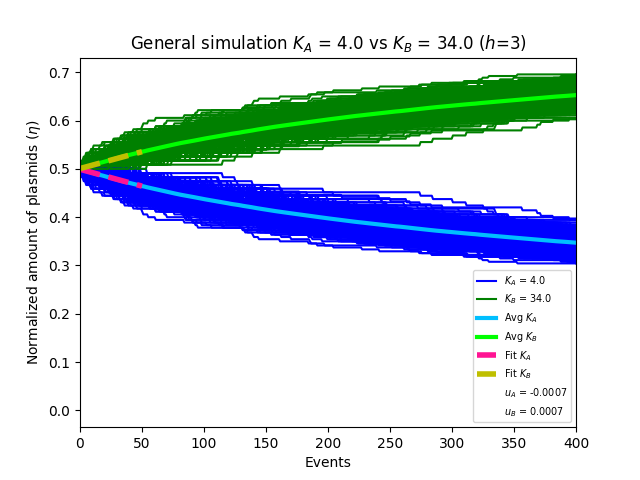 General simulation K_A = 4.0 vs K_B = 34.0 (h=3)
Normalized amount of plasmids (η)
0.7
0.6
0.5
0.4
0.3
0.2
0.1
0.0
K_A = 4.0
K_B = 34.0
Avg K_A
Avg K_B
Fit K_A
Fit K_B
u_A = -0.0007
u_B = 0.0007
0 50 100 150 200 250 300 350 400
Events